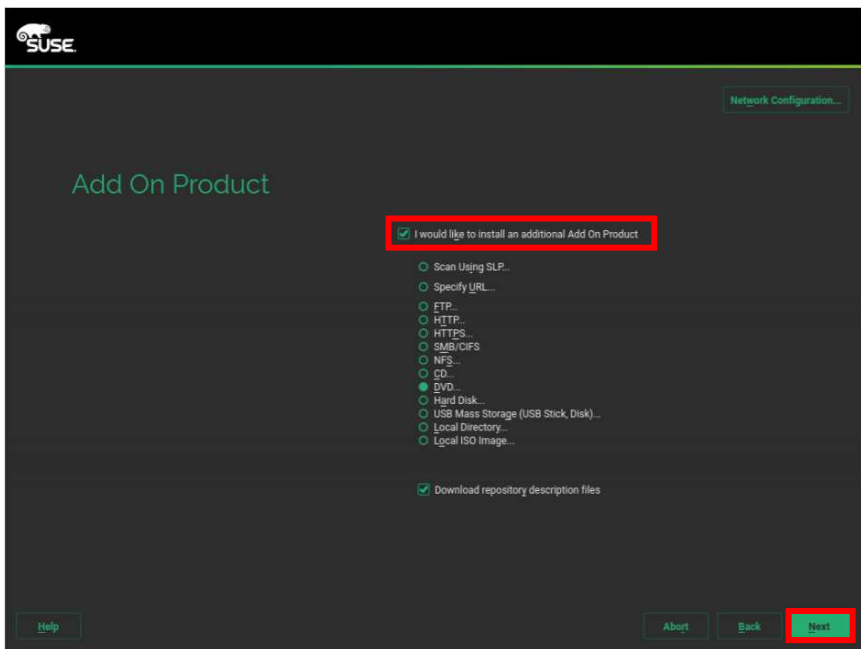 SUSE.
Network Configuration...
Add On Product
I would like to install an additional Add On Product
Scan Using SLP...
Specify URL...
FTP...
HTTP...
HTTPS...
SMB/CIFS
NFS...
CD...
DVD...
Hard Disk...
USB Mass Storage (USB Stick, Disk)...
Local Directory...
Local ISO Image...
Download repository description files
Help
Abort
Back
Next